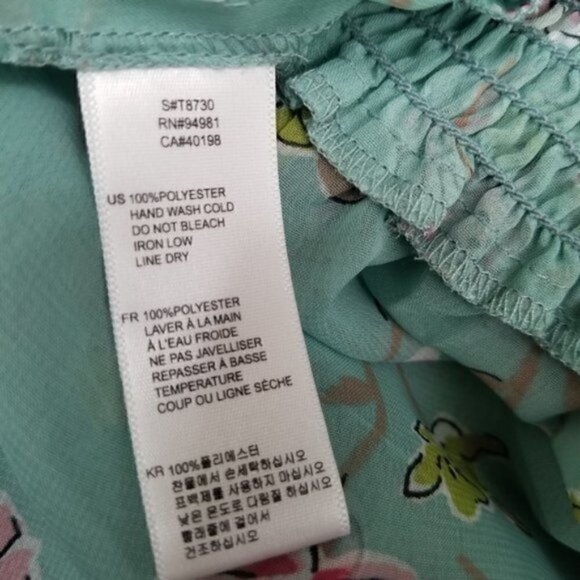 S#T8730
RN#94981
CA#40198
US 100%POLYESTER
HAND WASH COLD
DO NOT BLEACH
IRON LOW
LINE DRY
FR 100%POLYESTER
LAVER À LA MAIN
À L'EAU FROIDE
NE PAS JAVELLISER
REPASSER À BASSE
TEMPERATURE
COUP OU LIGNE SÈCHE
KR 100%폴리에스터
찬물에서 손세탁하십시오
표백제를 사용하지 마십시오
낮은 온도로 다림질 하십시오
빨래줄에 걸어서
건조하십시오